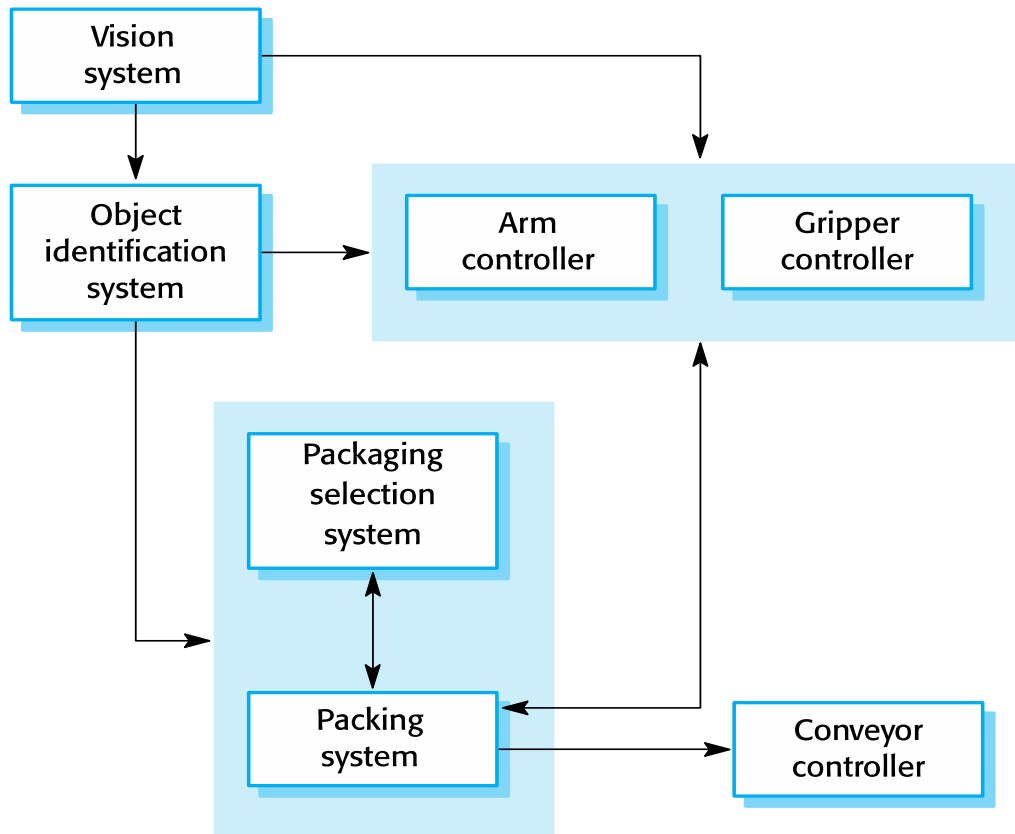 Vision
system
Object
identification
system
Arm
controller
Gripper
controller
Packaging
selection
system
Packing
system
Conveyor
controller